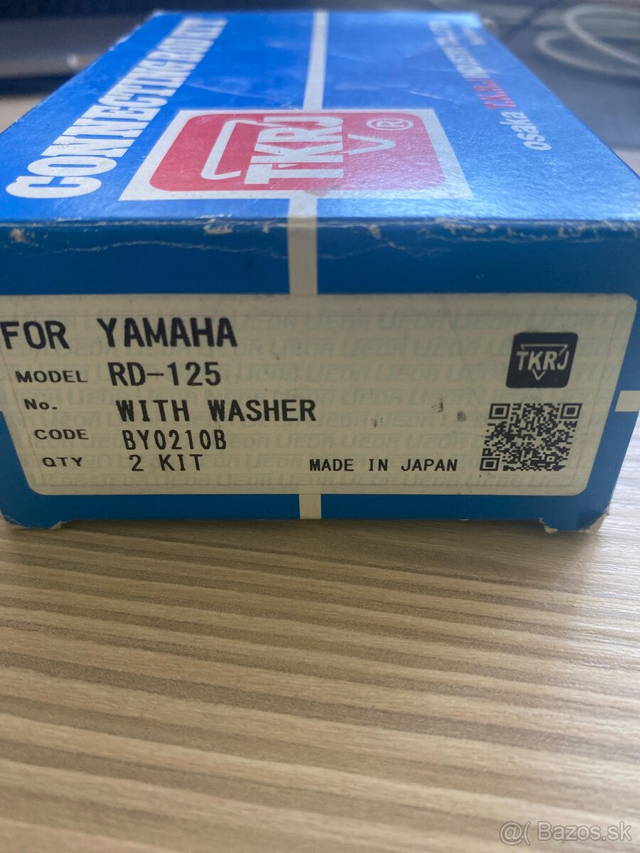 CONNECTING ROD KIT
TKRJ
®
osaka
FOR YAMAHA
MODEL RD-125
No. WITH WASHER
CODE BY0210B
QTY 2 KIT
MADE IN JAPAN
TKRJ
@( Bazos.sk